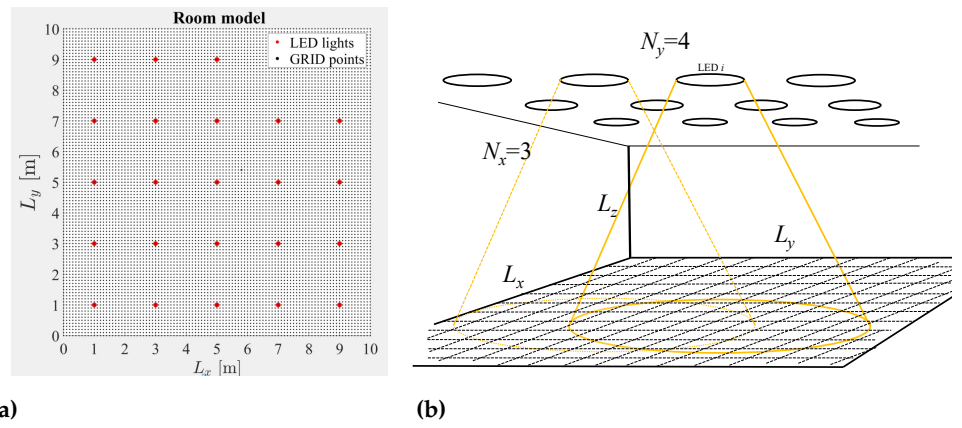 Room model
LED lights
GRID points
10
9
8
7
6
5
4
3
2
1
0
L_y [m]
0 1 2 3 4 5 6 7 8 9 10
L_x [m]
a)
N_y=4
LED i
N_x=3
L_z
L_y
L_x
(b)